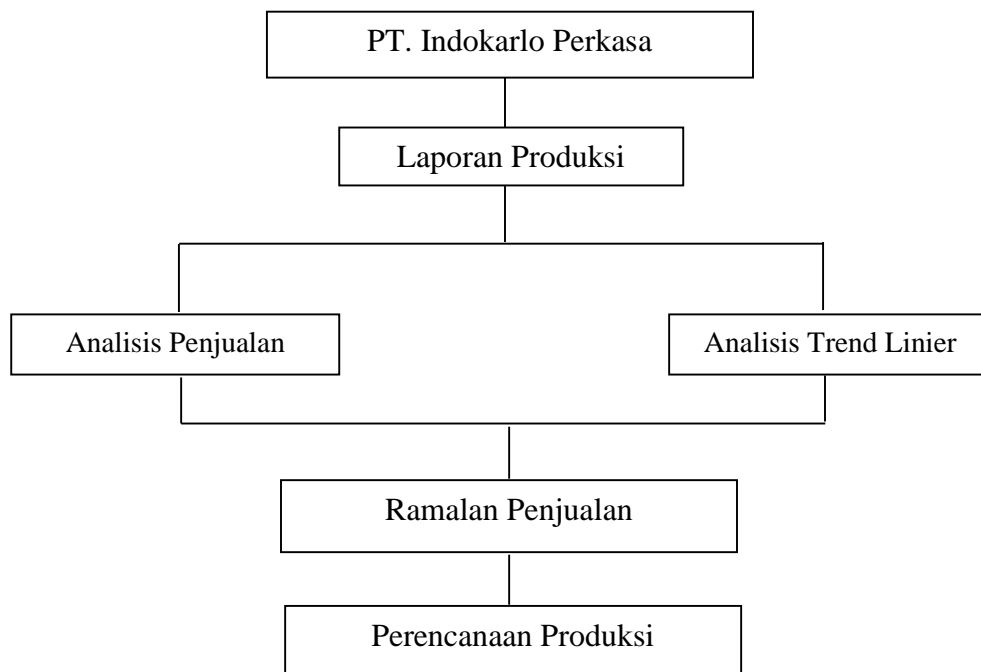 PT. Indokarlo Perkasa
Laporan Produksi
Analisis Penjualan
Analisis Trend Linier
Ramalan Penjualan
Perencanaan Produksi